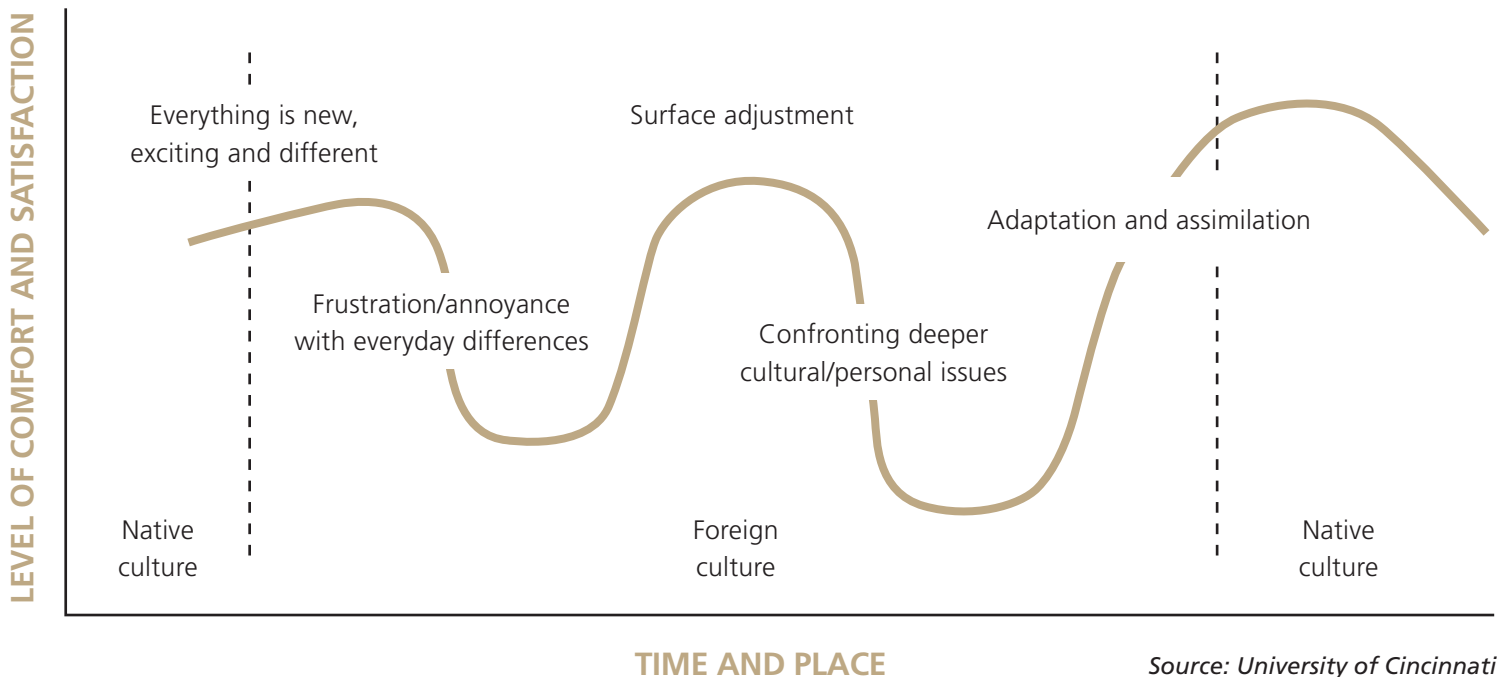 LEVEL OF COMFORT AND SATISFACTION
Everything is new,
exciting and different
Surface adjustment
Adaptation and assimilation
Frustration/annoyance
with everyday differences
Confronting deeper
cultural/personal issues
Native
culture
Foreign
culture
Native
culture
TIME AND PLACE
Source: University of Cincinnati